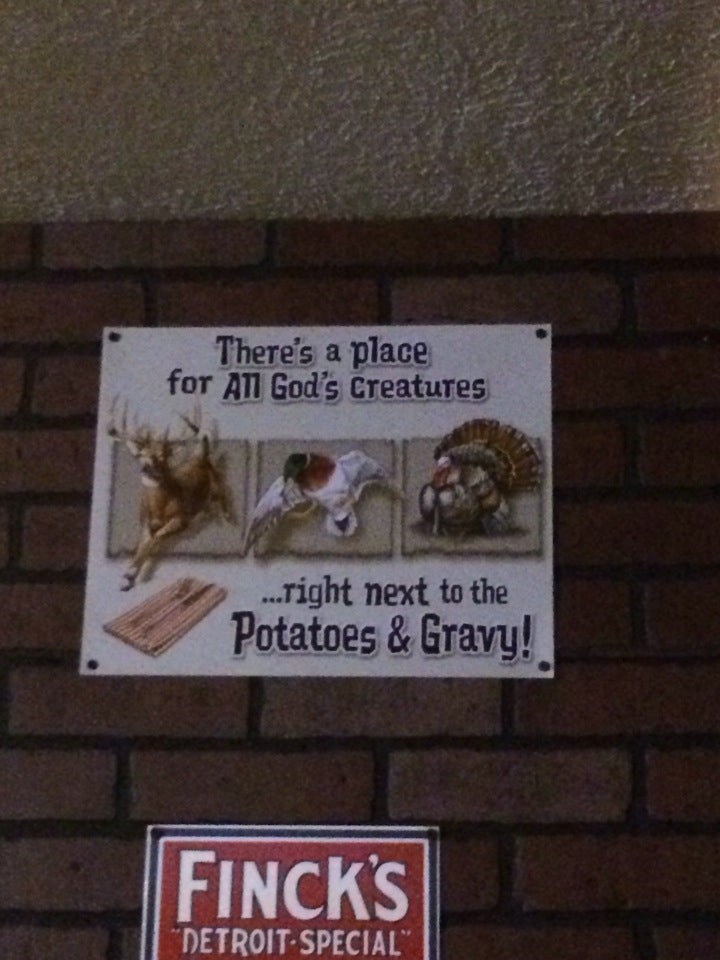 There's a place
for All God's Creatures
...right next to the
Potatoes & Gravy!
FINCK'S
"DETROIT-SPECIAL"